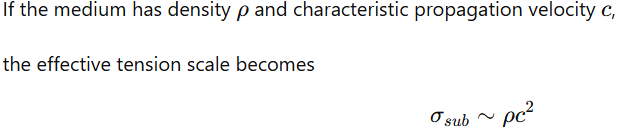 If the medium has density ρ and characteristic propagation velocity c,
the effective tension scale becomes
σ_sub ∼ ρc²